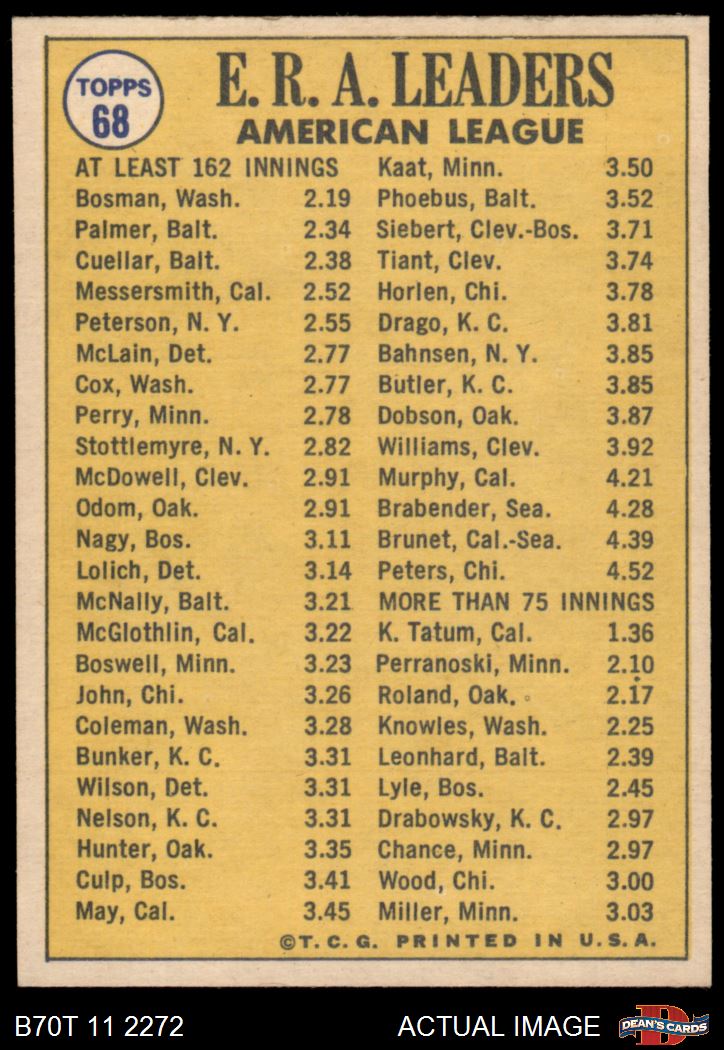 TOPPS
68
E. R. A. LEADERS
AMERICAN LEAGUE
AT LEAST 162 INNINGS
Bosman, Wash. 2.19
Palmer, Balt. 2.34
Cuellar, Balt. 2.38
Messersmith, Cal. 2.52
Peterson, N. Y. 2.55
McLain, Det. 2.77
Cox, Wash. 2.77
Perry, Minn. 2.78
Stottlemyre, N. Y. 2.82
McDowell, Clev. 2.91
Odom, Oak. 2.91
Nagy, Bos. 3.11
Lolich, Det. 3.14
McNally, Balt. 3.21
McGlothlin, Cal. 3.22
Boswell, Minn. 3.23
John, Chi. 3.26
Coleman, Wash. 3.28
Bunker, K. C. 3.31
Wilson, Det. 3.31
Nelson, K. C. 3.31
Hunter, Oak. 3.35
Culp, Bos. 3.41
May, Cal. 3.45
Kaat, Minn. 3.50
Phoebus, Balt. 3.52
Siebert, Clev.-Bos. 3.71
Tiant, Clev. 3.74
Horlen, Chi. 3.78
Drago, K. C. 3.81
Bahnsen, N. Y. 3.85
Butler, K. C. 3.85
Dobson, Oak. 3.87
Williams, Clev. 3.92
Murphy, Cal. 4.21
Brabender, Sea. 4.28
Brunet, Cal.-Sea. 4.39
Peters, Chi. 4.52
MORE THAN 75 INNINGS
K. Tatum, Cal. 1.36
Perranoski, Minn. 2.10
Roland, Oak. 2.17
Knowles, Wash. 2.25
Leonhard, Balt. 2.39
Lyle, Bos. 2.45
Drabowsky, K. C. 2.97
Chance, Minn. 2.97
Wood, Chi. 3.00
Miller, Minn. 3.03
©T. C. G. PRINTED IN U. S. A.
B70T 11 2272
ACTUAL IMAGE
D
DEAN'S CARDS